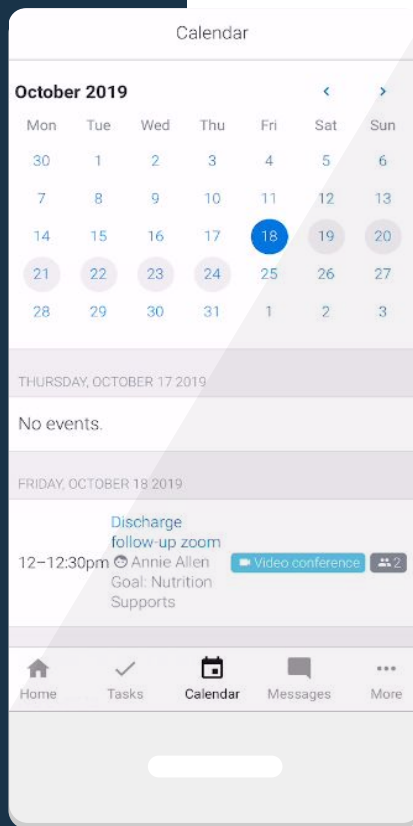 Calendar
October 2019 < >
Mon Tue Wed Thu Fri Sat Sun
30 1 2 3 4 5 6
7 8 9 10 11 12 13
14 15 16 17 18 19 20
21 22 23 24 25 26 27
28 29 30 31 1 2 3
THURSDAY, OCTOBER 17 2019
No events.
FRIDAY, OCTOBER 18 2019
12–12:30pm
Discharge
follow-up zoom
Annie Allen
Goal: Nutrition
Supports
Video conference
2
Home Tasks Calendar Messages More